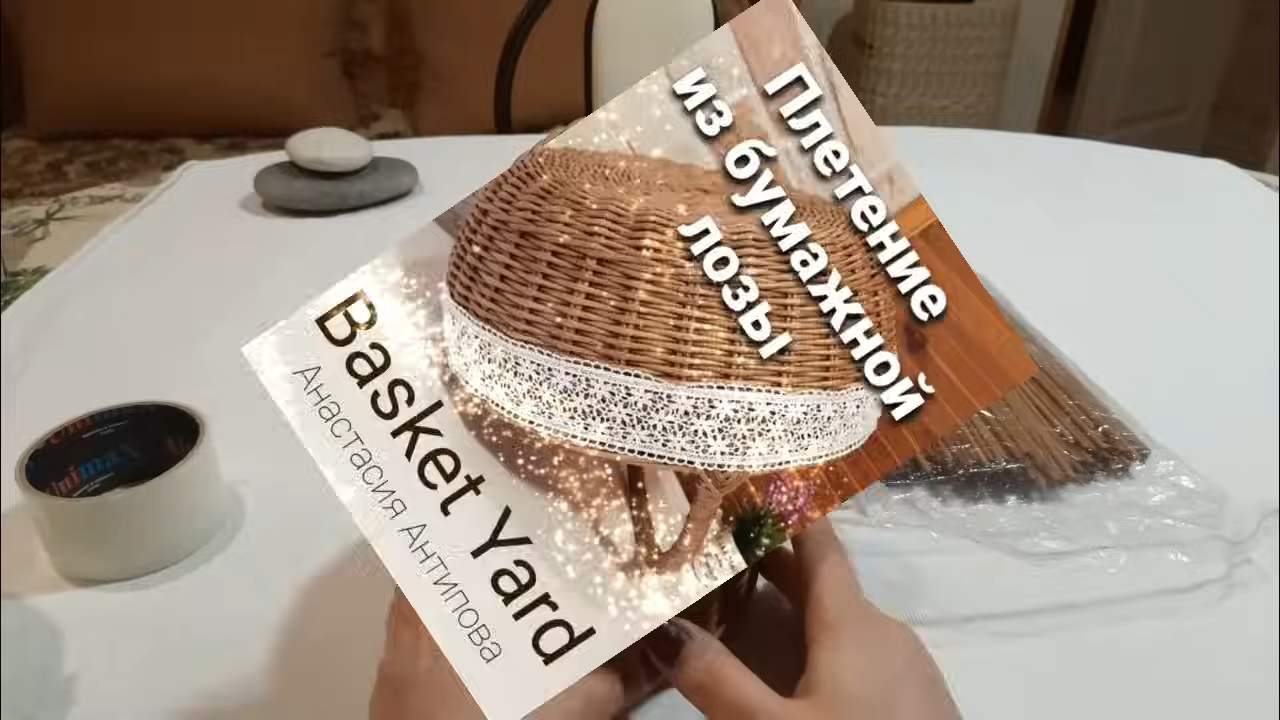 Плетение
из бумажной
лозы
Basket Yard
Анастасия Антипова